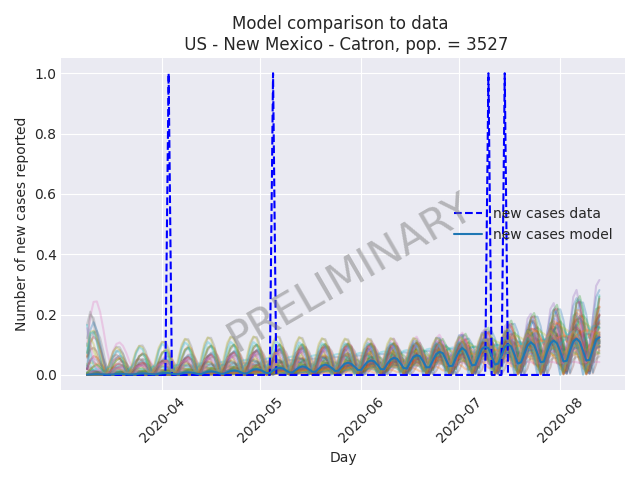 Model comparison to data
US - New Mexico - Catron, pop. = 3527
Number of new cases reported
1.0
0.8
0.6
0.4
0.2
0.0
PRELIMINARY
new cases data
new cases model
2020-04
2020-05
2020-06
2020-07
2020-08
Day